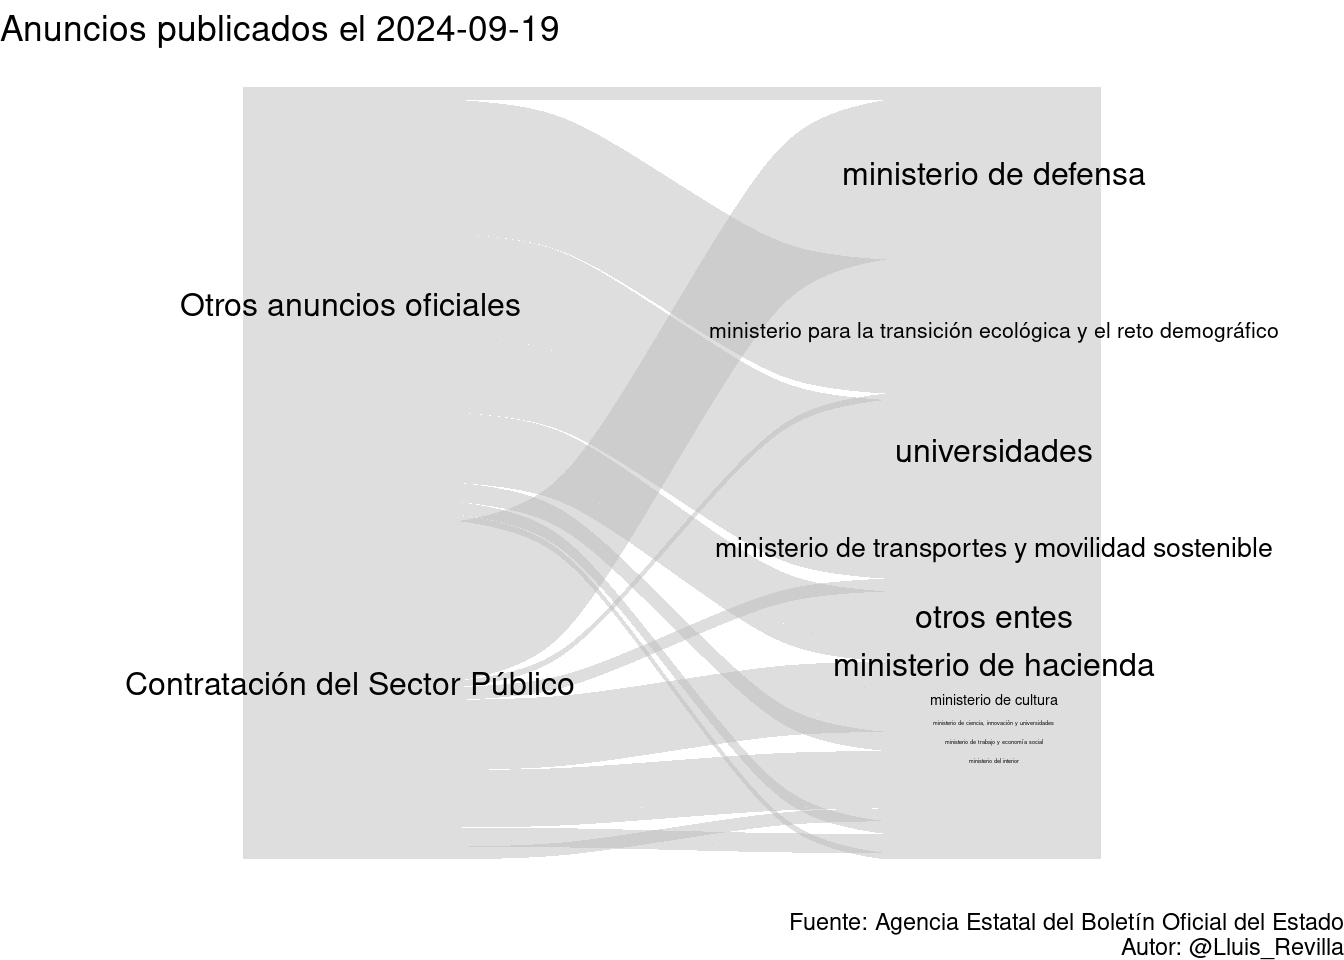 Anuncios publicados el 2024-09-19
ministerio de defensa
Otros anuncios oficiales
ministerio para la transición ecológica y el reto demográfico
universidades
ministerio de transportes y movilidad sostenible
otros entes
ministerio de hacienda
Contratación del Sector Público
ministerio de cultura
ministerio de ciencia, innovación y universidades
ministerio de trabajo y economía social
ministerio del interior
Fuente: Agencia Estatal del Boletín Oficial del Estado
Autor: @Lluis_Revilla